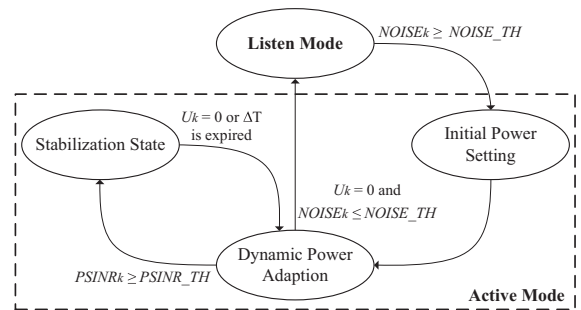 Listen Mode
NOISEk ≥ NOISE_TH
Uk = 0 or ΔT
is expired
Stabilization State
Initial Power
Setting
Uk = 0 and
NOISEk ≤ NOISE_TH
Dynamic Power
Adaption
PSINRk ≥ PSINR_TH
Active Mode